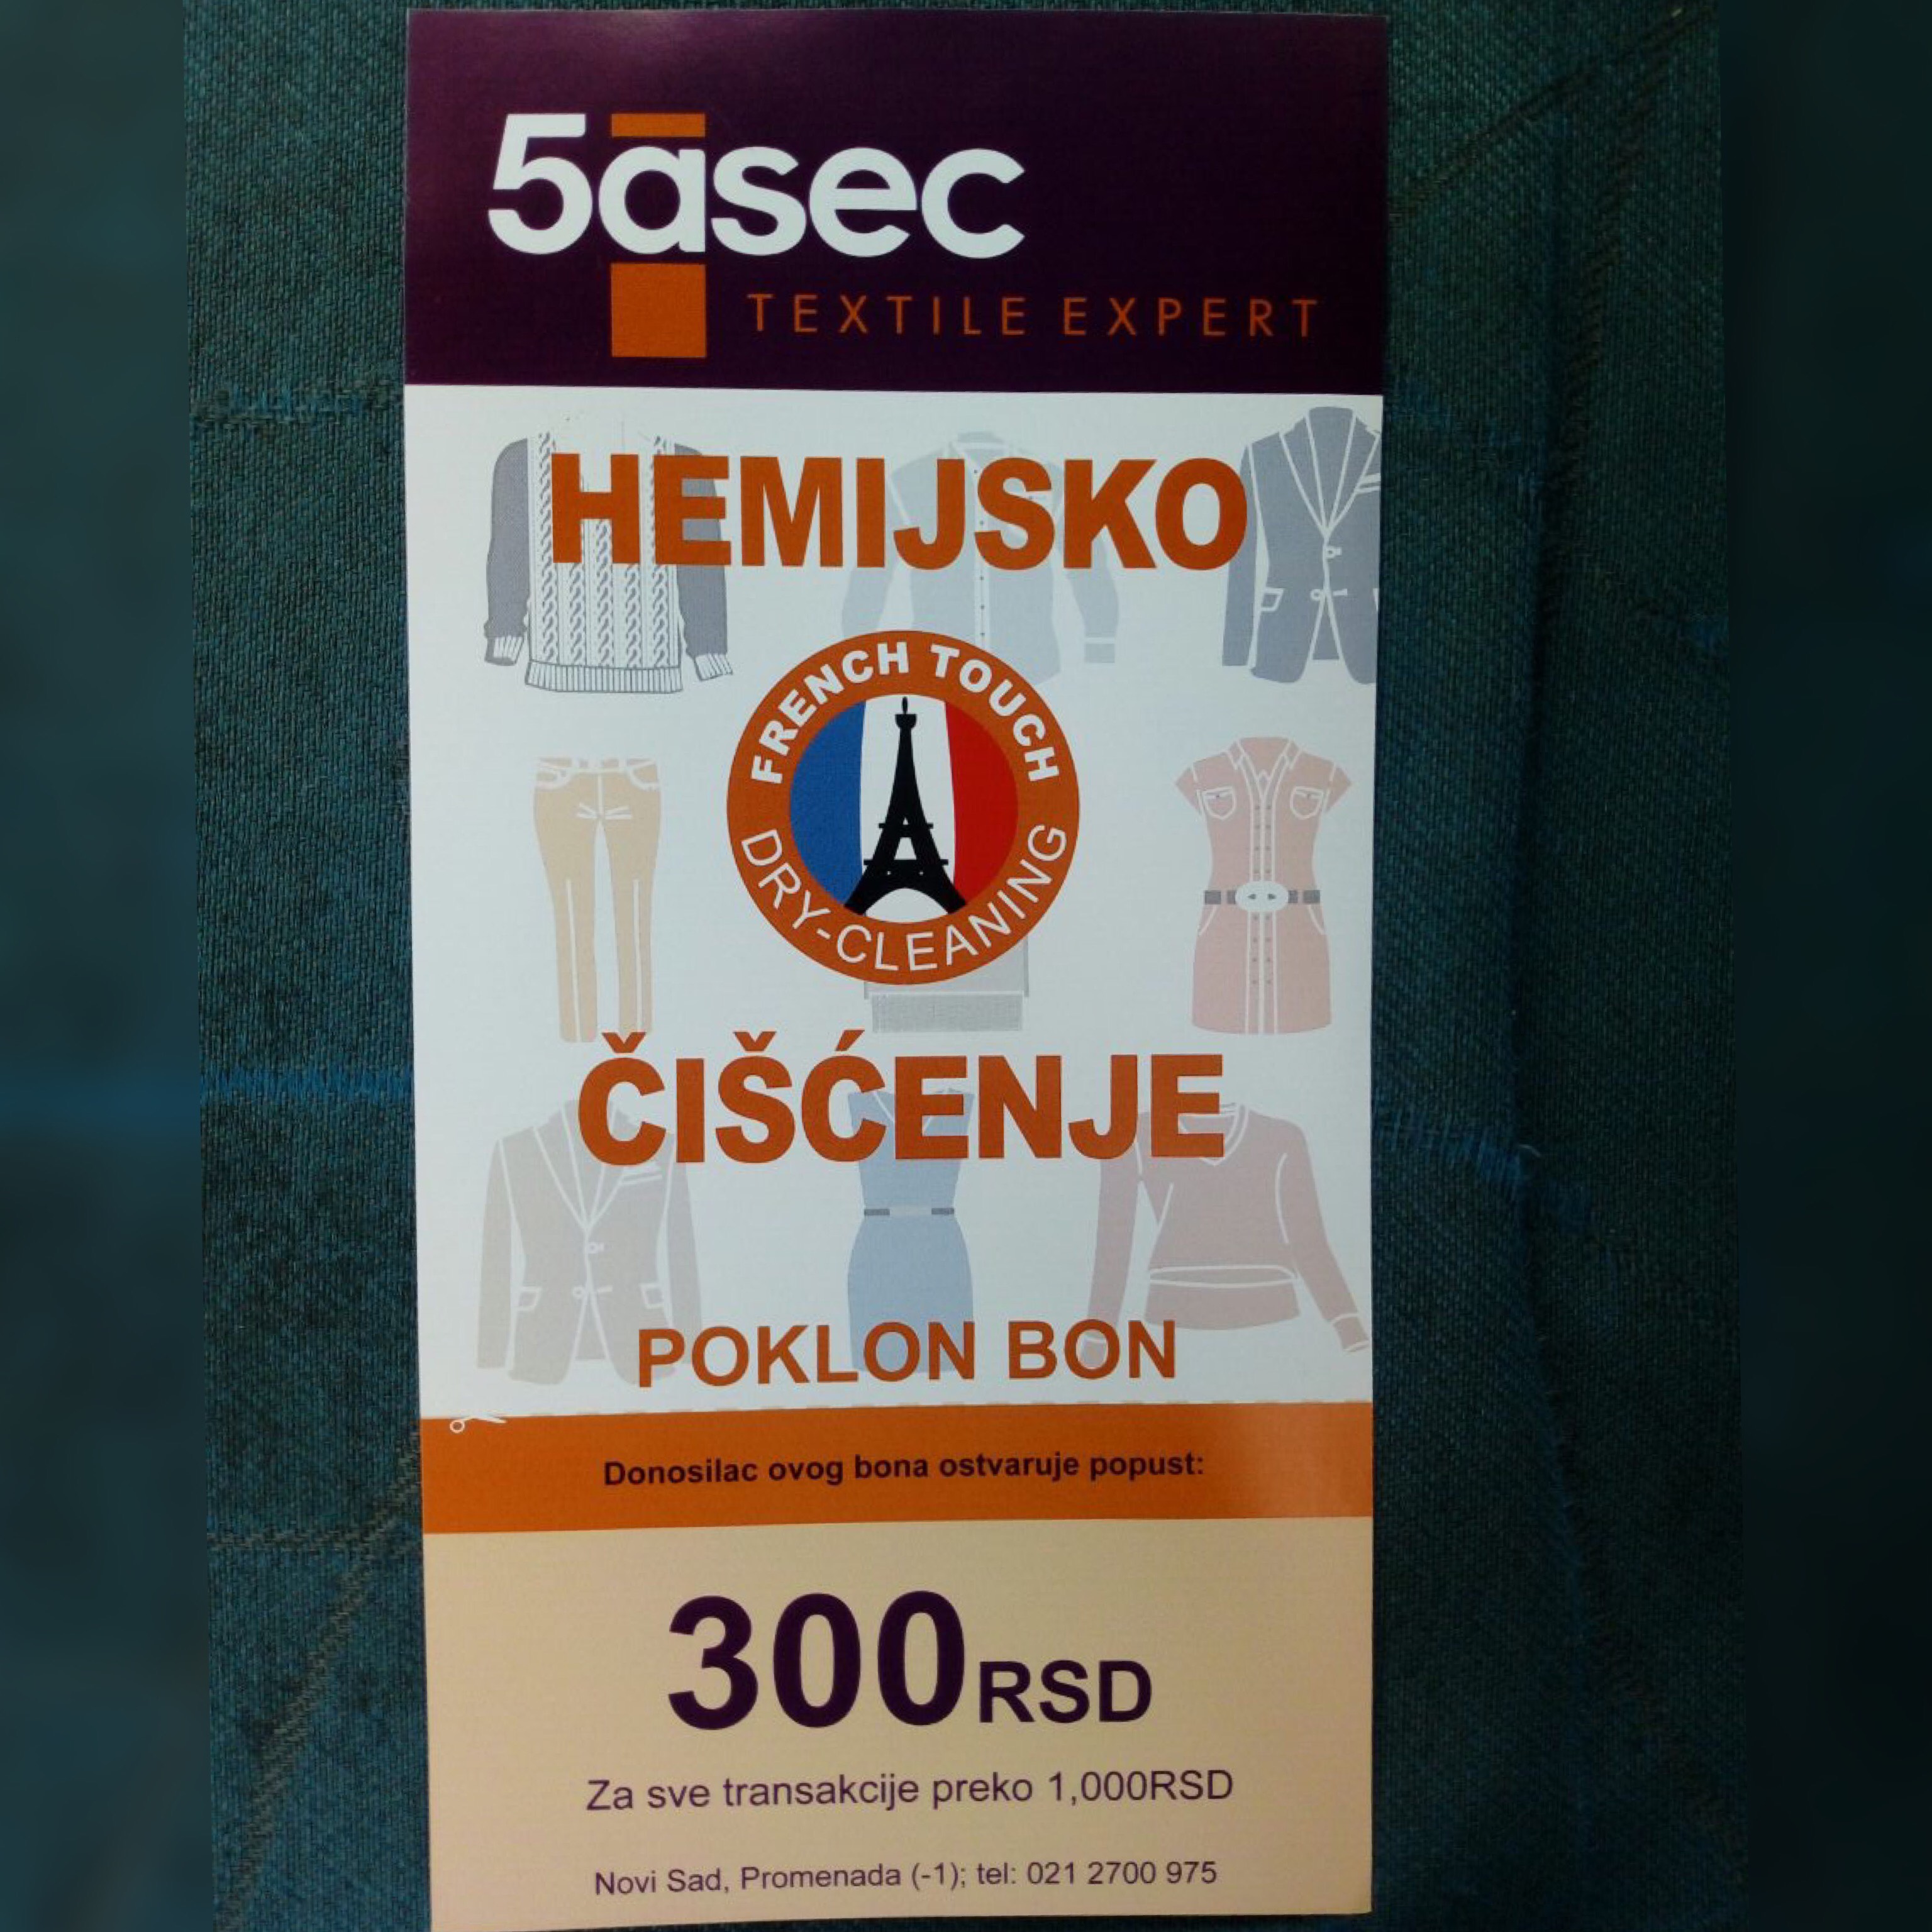 5àsec
TEXTILE EXPERT
HEMIJSKO
FRENCH TOUCH
DRY-CLEANING
ČIŠĆENJE
POKLON BON
Donosilac ovog bona ostvaruje popust:
300RSD
Za sve transakcije preko 1,000RSD
Novi Sad, Promenada (-1); tel: 021 2700 975